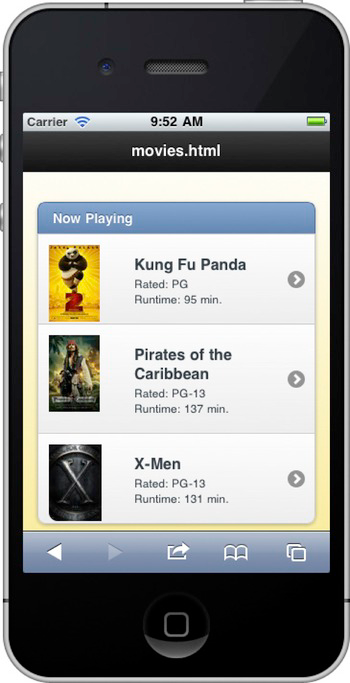 Carrier 9:52 AM
movies.html
Now Playing
Kung Fu Panda
Rated: PG
Runtime: 95 min.
2
Pirates of the
Caribbean
Rated: PG-13
Runtime: 137 min.
X-Men
Rated: PG-13
Runtime: 131 min.
X